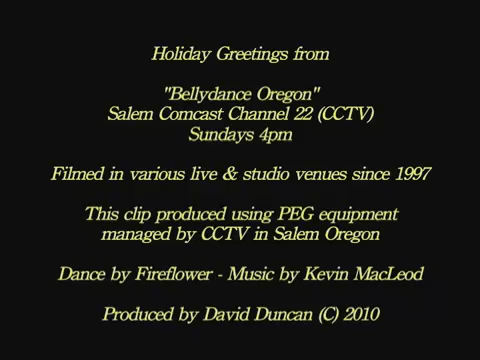 Holiday Greetings from
"Bellydance Oregon"
Salem Comcast Channel 22 (CCTV)
Sundays 4pm
Filmed in various live & studio venues since 1997
This clip produced using PEG equipment
managed by CCTV in Salem Oregon
Dance by Fireflower - Music by Kevin MacLeod
Produced by David Duncan (C) 2010